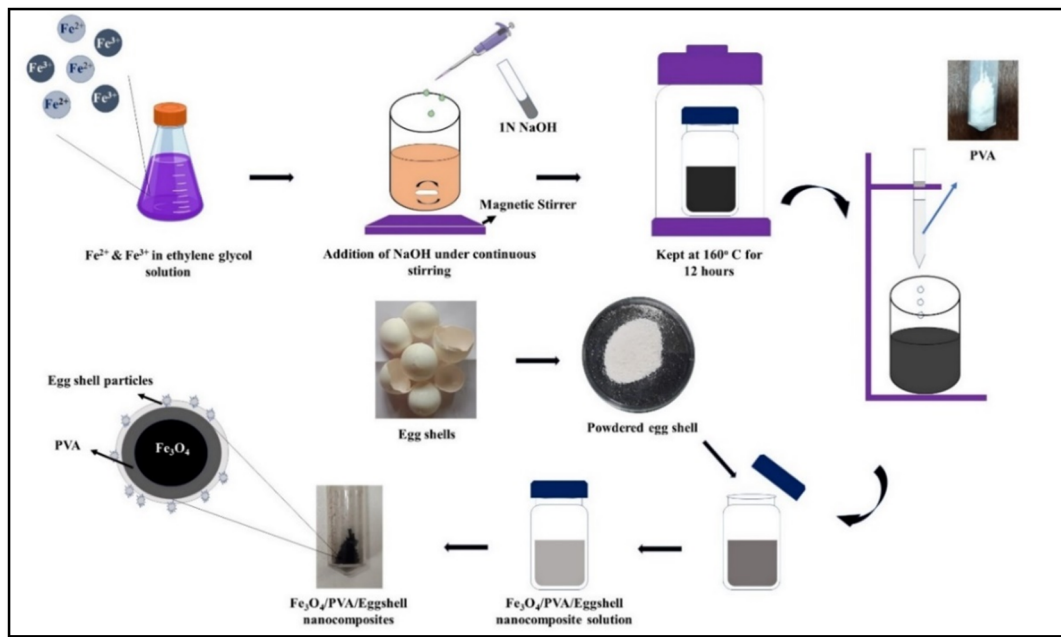 Fe²⁺
Fe³⁺
Fe³⁺
Fe²⁺
Fe²⁺
Fe³⁺
Fe²⁺ & Fe³⁺ in ethylene glycol
solution
1N NaOH
Magnetic Stirrer
Addition of NaOH under continuous
stirring
Kept at 160º C for
12 hours
PVA
Egg shells
Powdered egg shell
Egg shell particles
PVA
Fe₃O₄
Fe₃O₄/PVA/Eggshell
nanocomposites
Fe₃O₄/PVA/Eggshell
nanocomposite solution